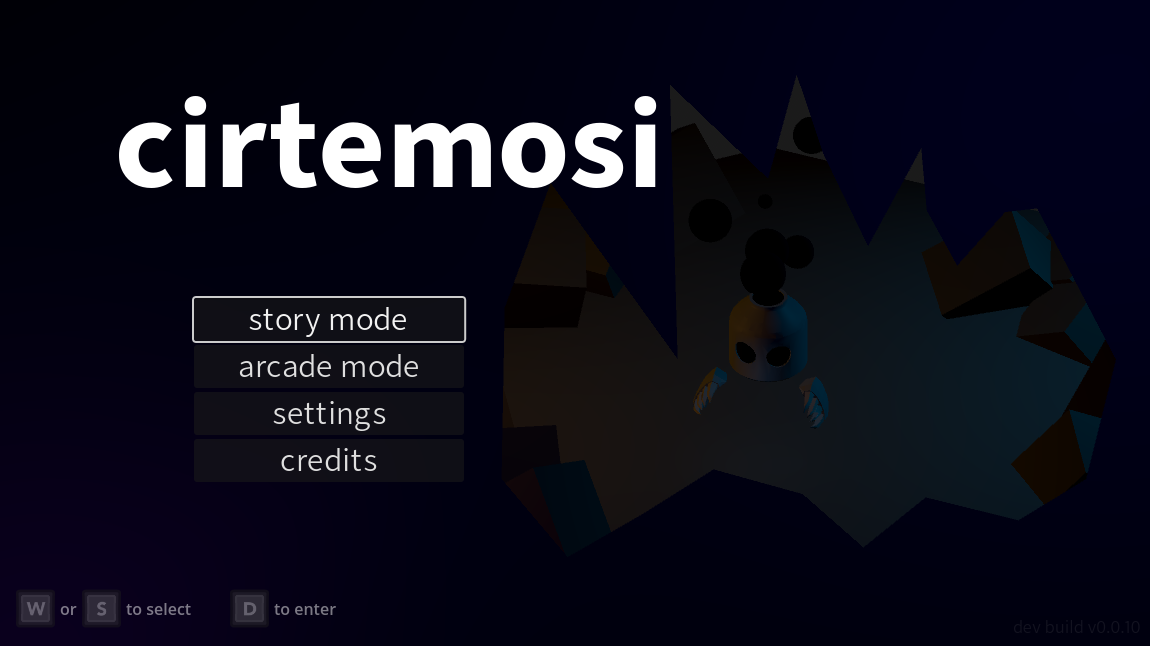 cirtemosi
story mode
arcade mode
settings
credits
W or S to select D to enter
dev build v0.0.10